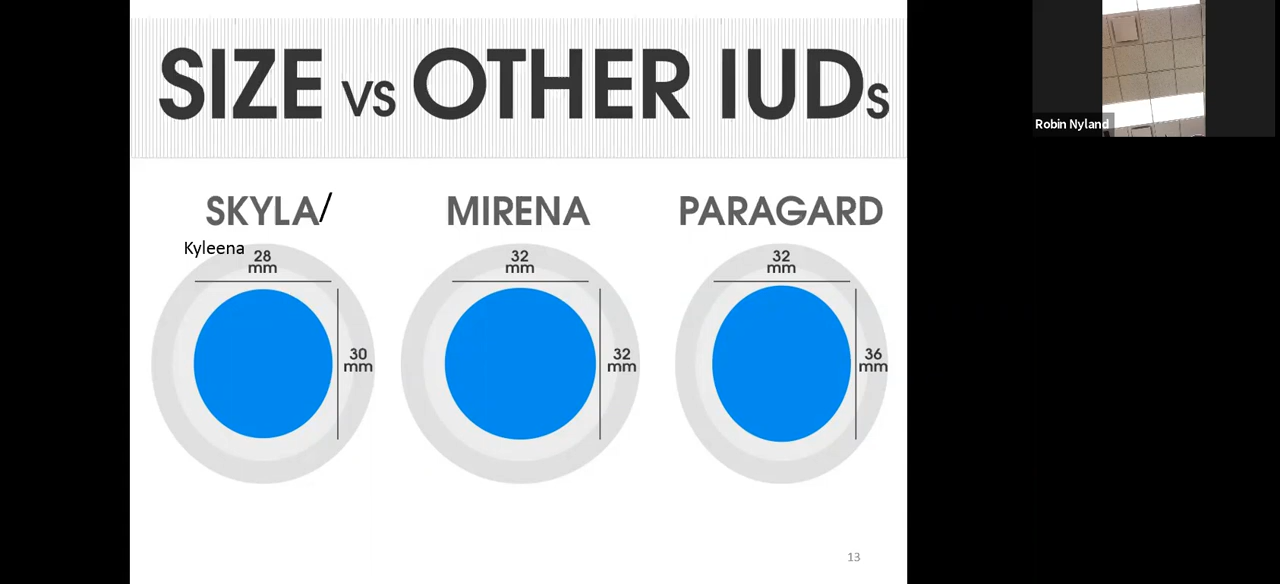 SIZE vs OTHER IUDs
Robin Nyland
SKYLA/
Kyleena
MIRENA
PARAGARD
28
mm
30
mm
32
mm
32
mm
32
mm
36
mm
13